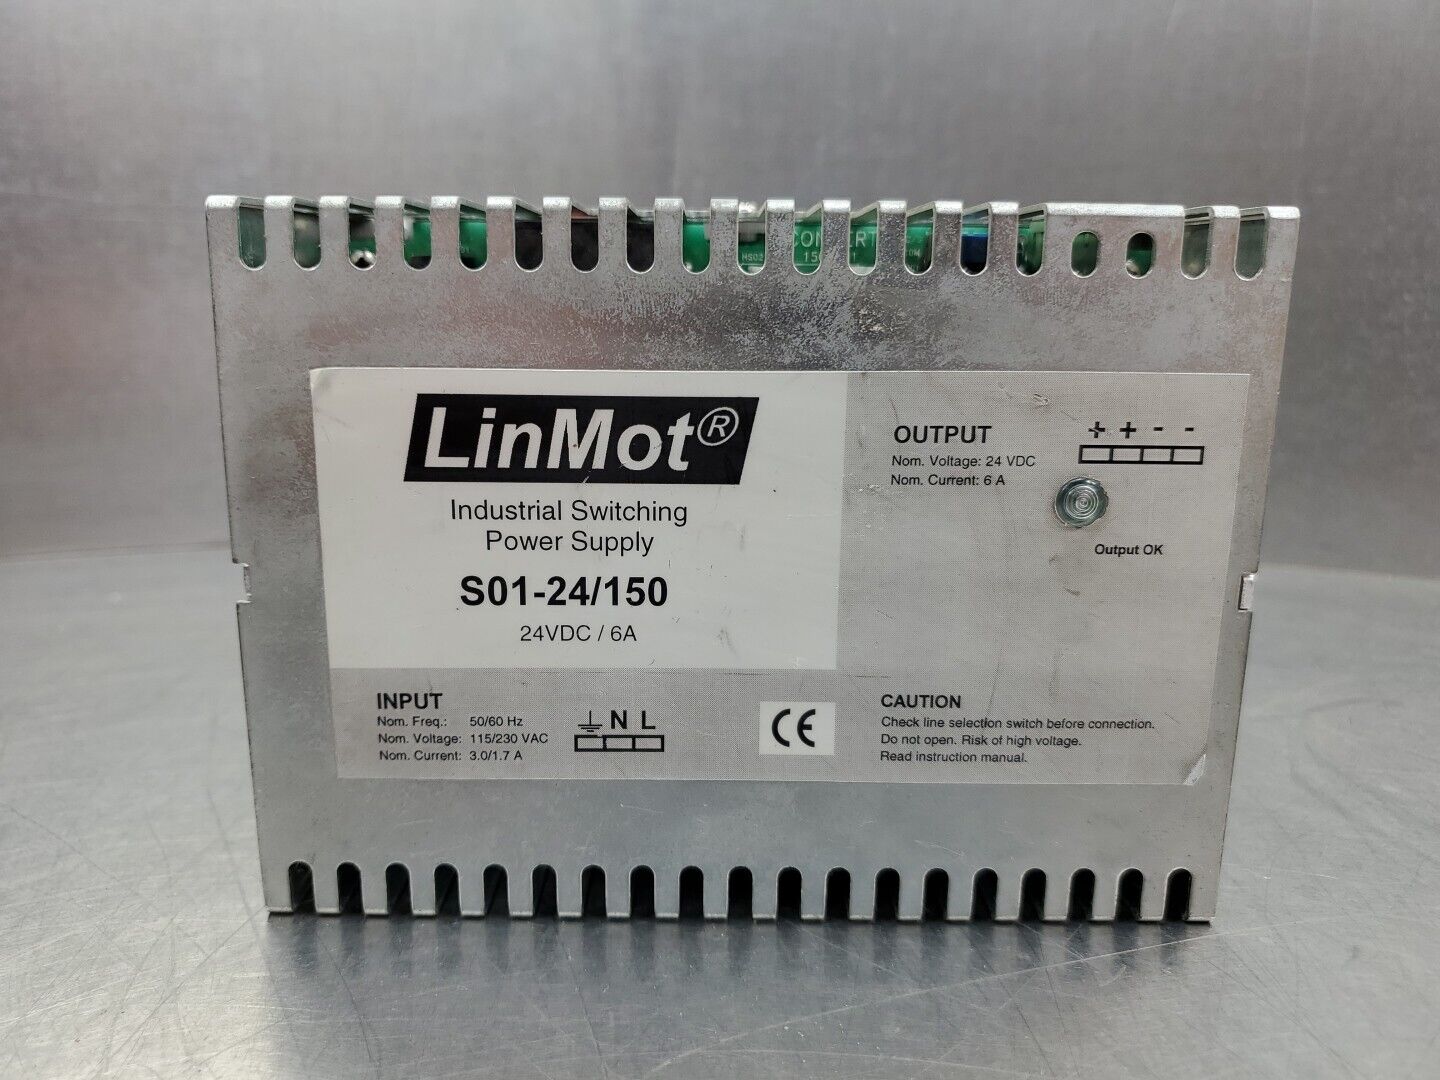 LinMot®
Industrial Switching
Power Supply
S01-24/150
24VDC / 6A
OUTPUT
Nom. Voltage: 24 VDC
Nom. Current: 6 A
+ + - -
Output OK
INPUT
Nom. Freq.: 50/60 Hz
Nom. Voltage: 115/230 VAC
Nom. Current: 3.0/1.7 A
N L
CE
CAUTION
Check line selection switch before connection.
Do not open. Risk of high voltage.
Read instruction manual.